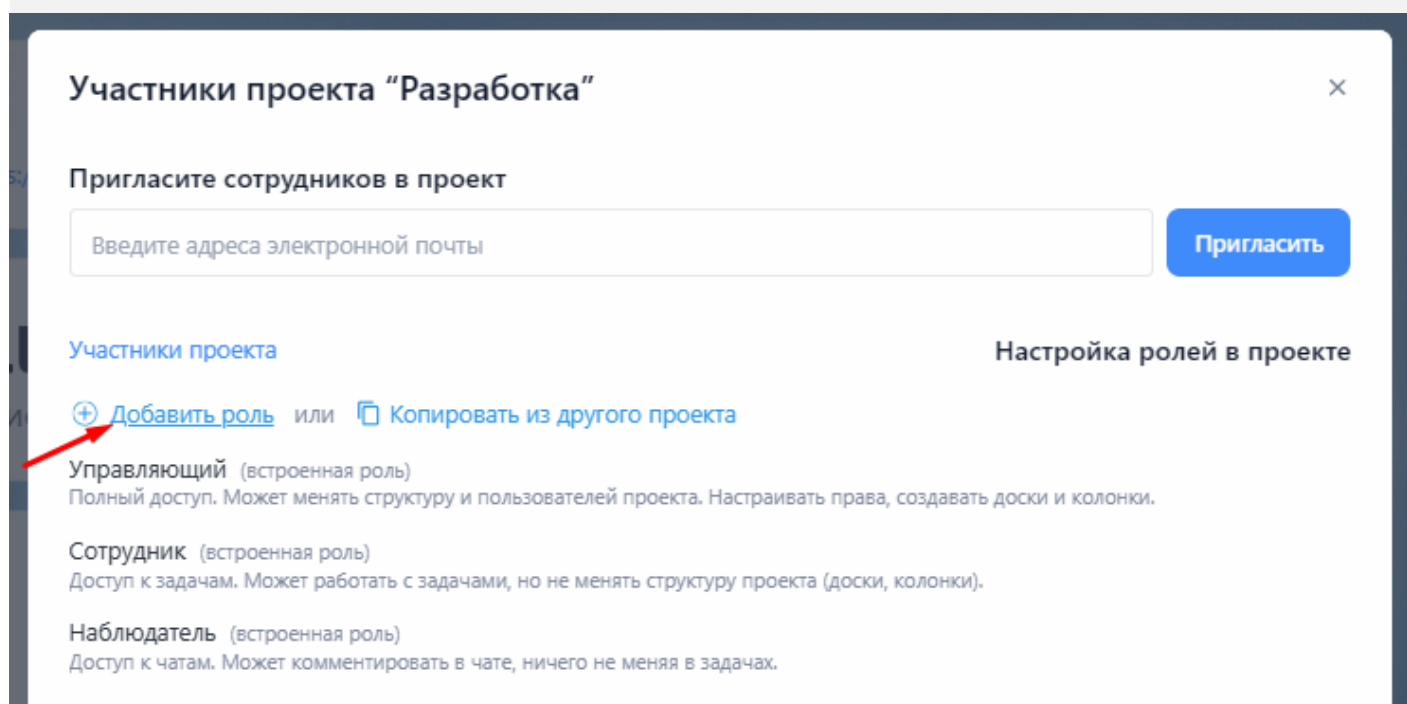 Участники проекта “Разработка”
Пригласите сотрудников в проект
Введите адреса электронной почты
Пригласить
Участники проекта
Настройка ролей в проекте
Добавить роль или Копировать из другого проекта
Управляющий (встроенная роль)
Полный доступ. Может менять структуру и пользователей проекта. Настраивать права, создавать доски и колонки.
Сотрудник (встроенная роль)
Доступ к задачам. Может работать с задачами, но не менять структуру проекта (доски, колонки).
Наблюдатель (встроенная роль)
Доступ к чатам. Может комментировать в чате, ничего не меняя в задачах.